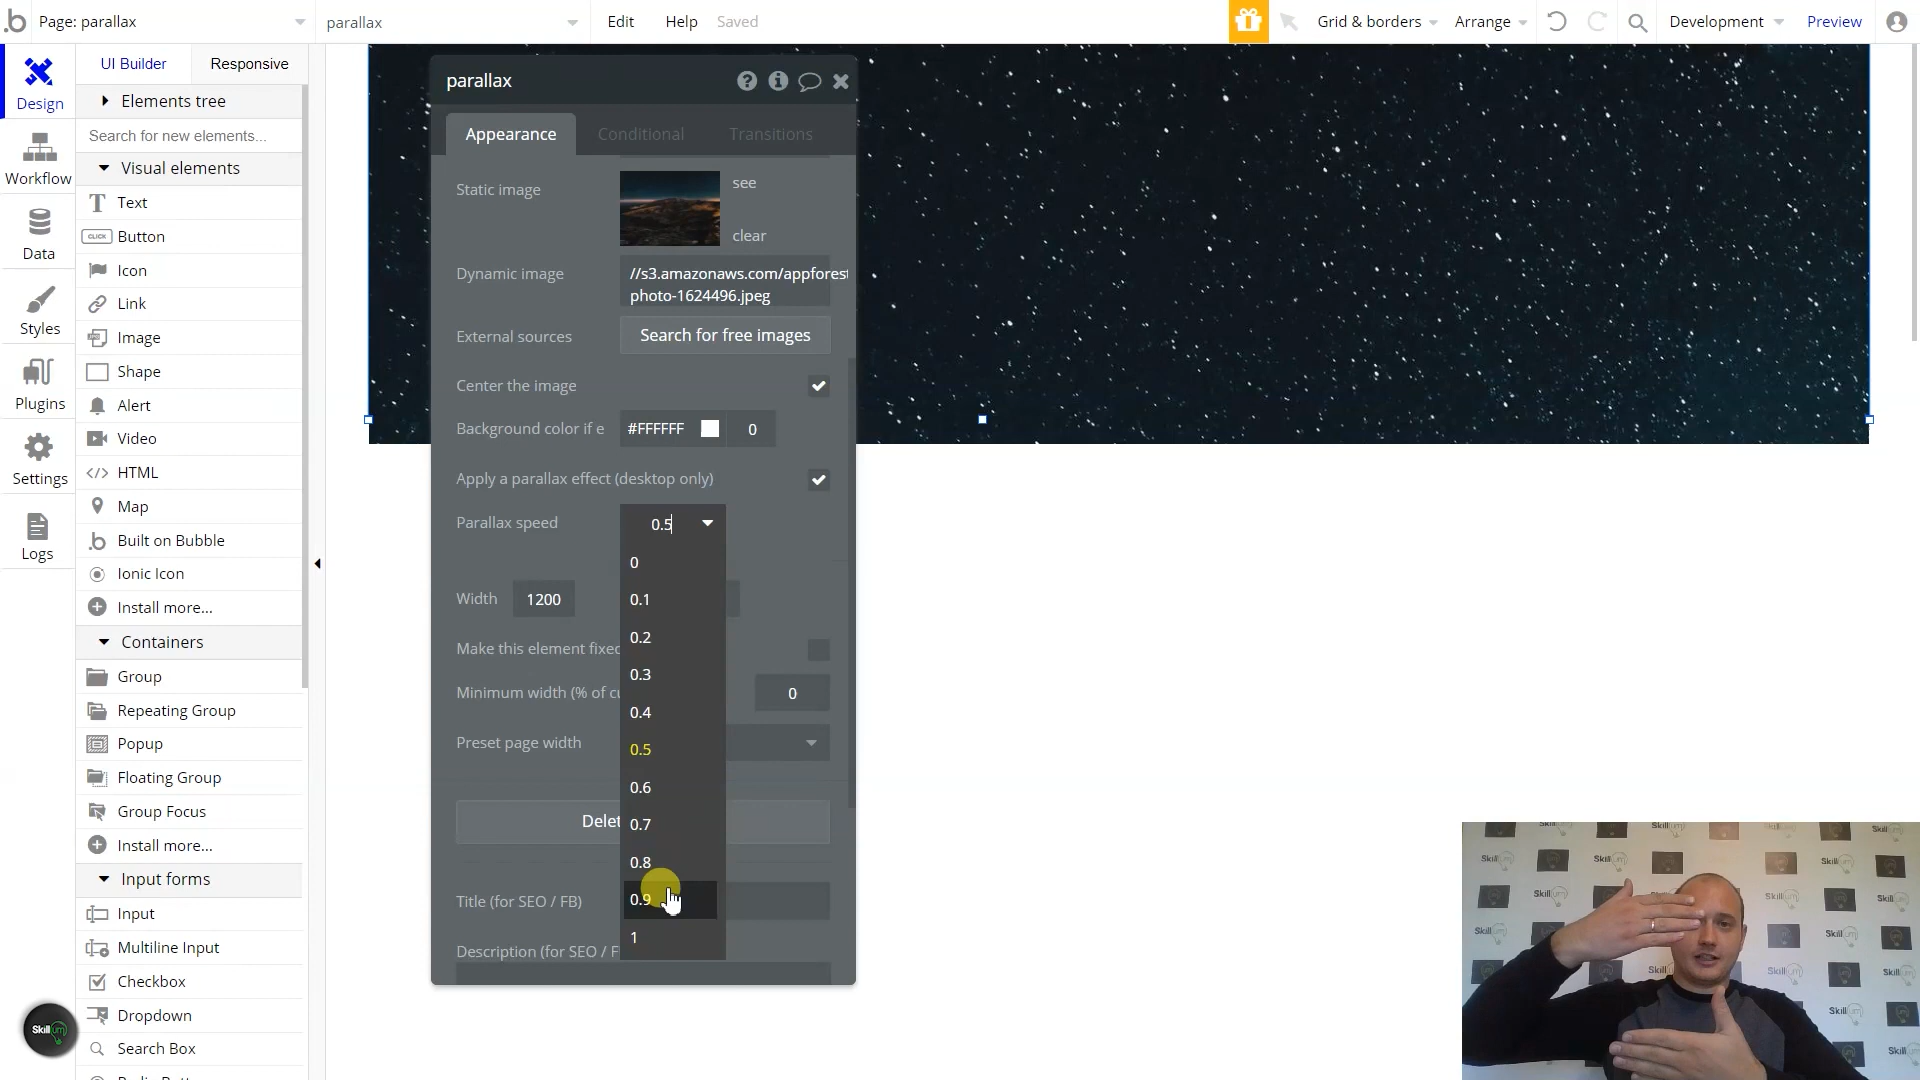 Page: parallax
parallax
Edit
Help
Saved
Grid & borders
Arrange
Development
Preview
Design
Workflow
Data
Styles
Plugins
Settings
Logs
UI Builder
Responsive
Elements tree
Search for new elements...
Visual elements
Text
CLICK
Button
Icon
Link
Image
Shape
Alert
Video
HTML
Map
Built on Bubble
Ionic Icon
Install more...
Containers
Group
Repeating Group
Popup
Floating Group
Group Focus
Install more...
Input forms
Input
Multiline Input
Checkbox
Dropdown
Search Box
parallax
Appearance
Conditional
Transitions
Static image
see
clear
Dynamic image
//s3.amazonaws.com/appforest
photo-1624496.jpeg
External sources
Search for free images
Center the image
Background color if e
#FFFFFF
0
Apply a parallax effect (desktop only)
Parallax speed
0.5
0
0.1
0.2
0.3
0.4
0.5
0.6
0.7
0.8
0.9
1
Width
1200
Make this element fixed
Minimum width (% of cu
0
Preset page width
Delet
Title (for SEO / FB)
Description (for SEO / F
Skillum